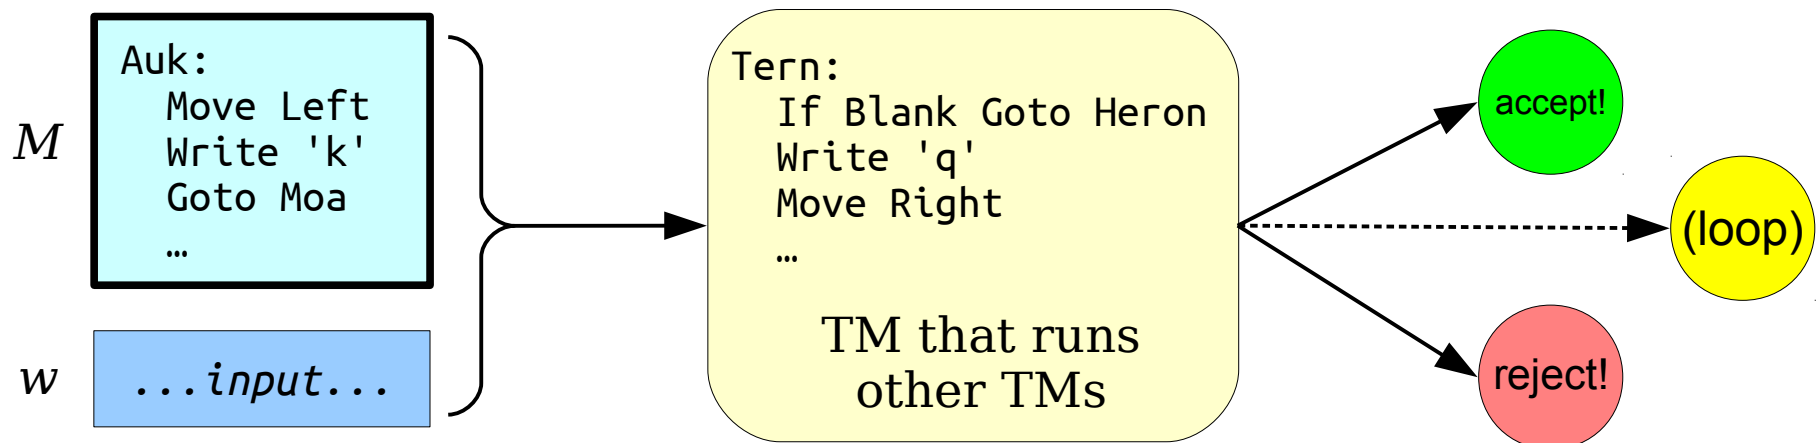 M
Auk:
Move Left
Write 'k'
Goto Moa
…
w
...input...
Tern:
If Blank Goto Heron
Write 'q'
Move Right
…
TM that runs
other TMs
accept!
(loop)
reject!